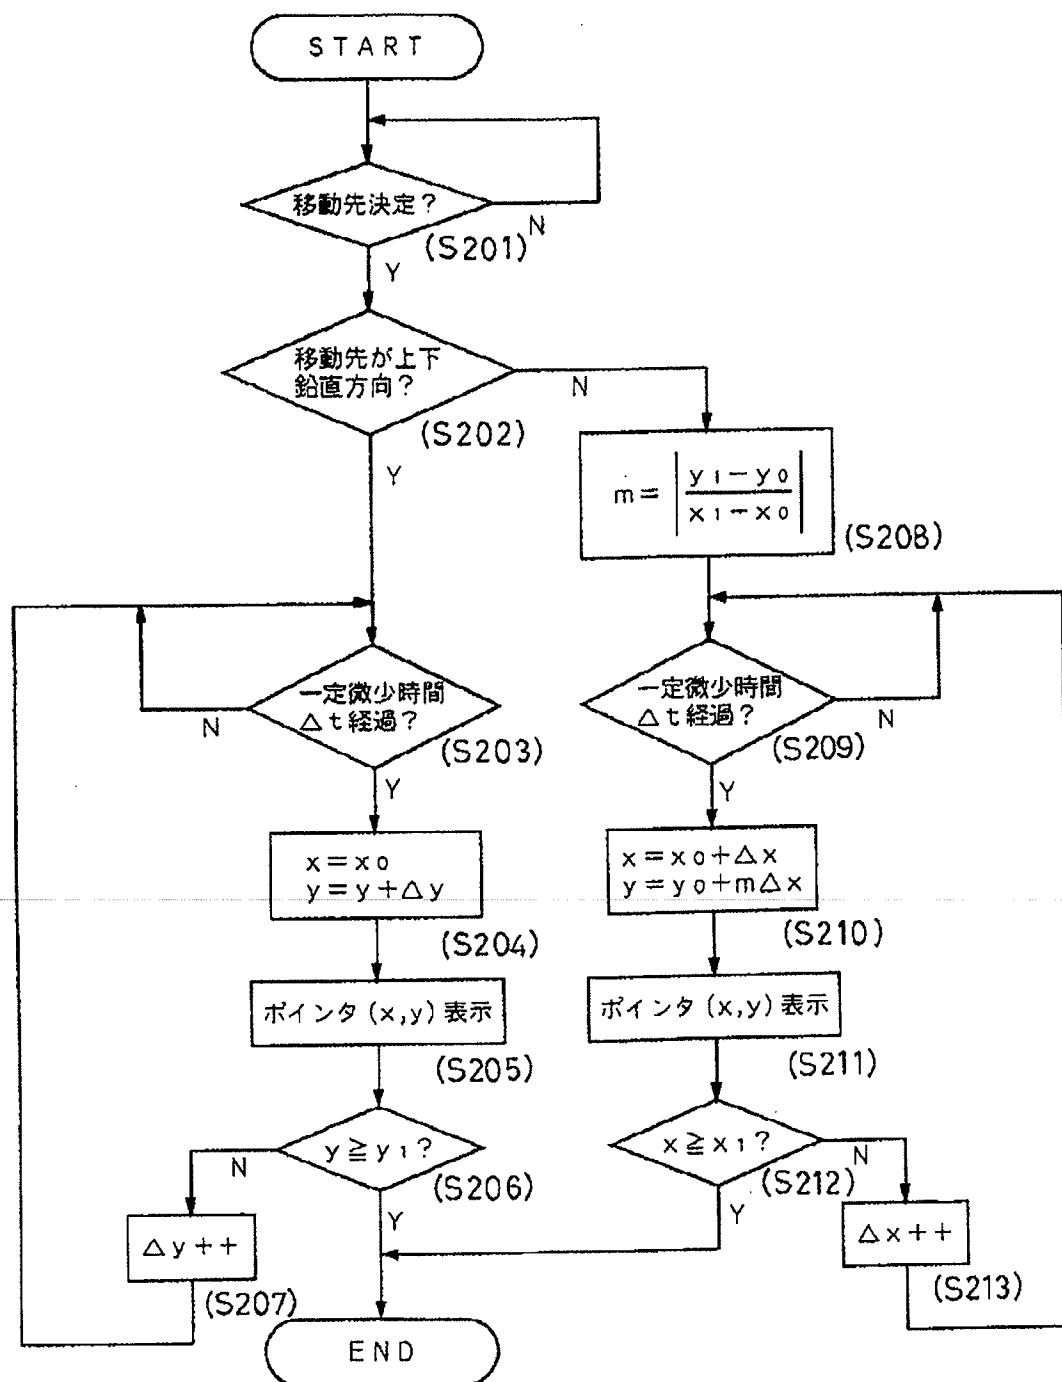 START
移動先決定?
N
(S201)
Y
移動先が上下
鉛直方向?
N
(S202)
Y
m=|y1-y0/x1-x0|
(S208)
一定微少時間
Δt経過?
N
(S203)
Y
x=x0
y=y+Δy
(S204)
ポインタ(x,y)表示
(S205)
y≧y1?
N
(S206)
Y
Δy++
(S207)
一定微少時間
Δt経過?
N
(S209)
Y
x=x0+Δx
y=y0+mΔx
(S210)
ポインタ(x,y)表示
(S211)
x≧x1?
N
(S212)
Y
Δx++
(S213)
END